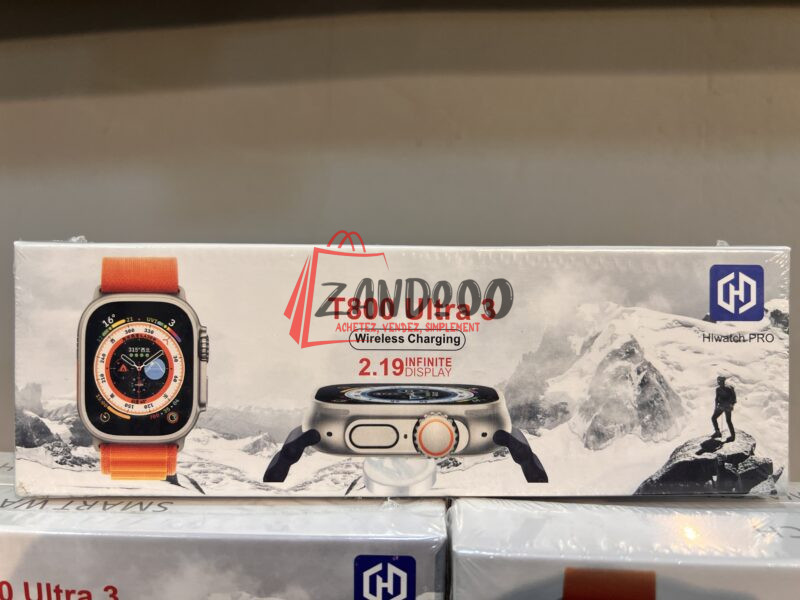 ZANDOOO
ACHETEZ, VENDEZ, SIMPLEMENT
T800 Ultra 3
Wireless Charging
2.19 INFINITE
DISPLAY
Hiwatch PRO
16°
3
SMART WA
0 Ultra 3